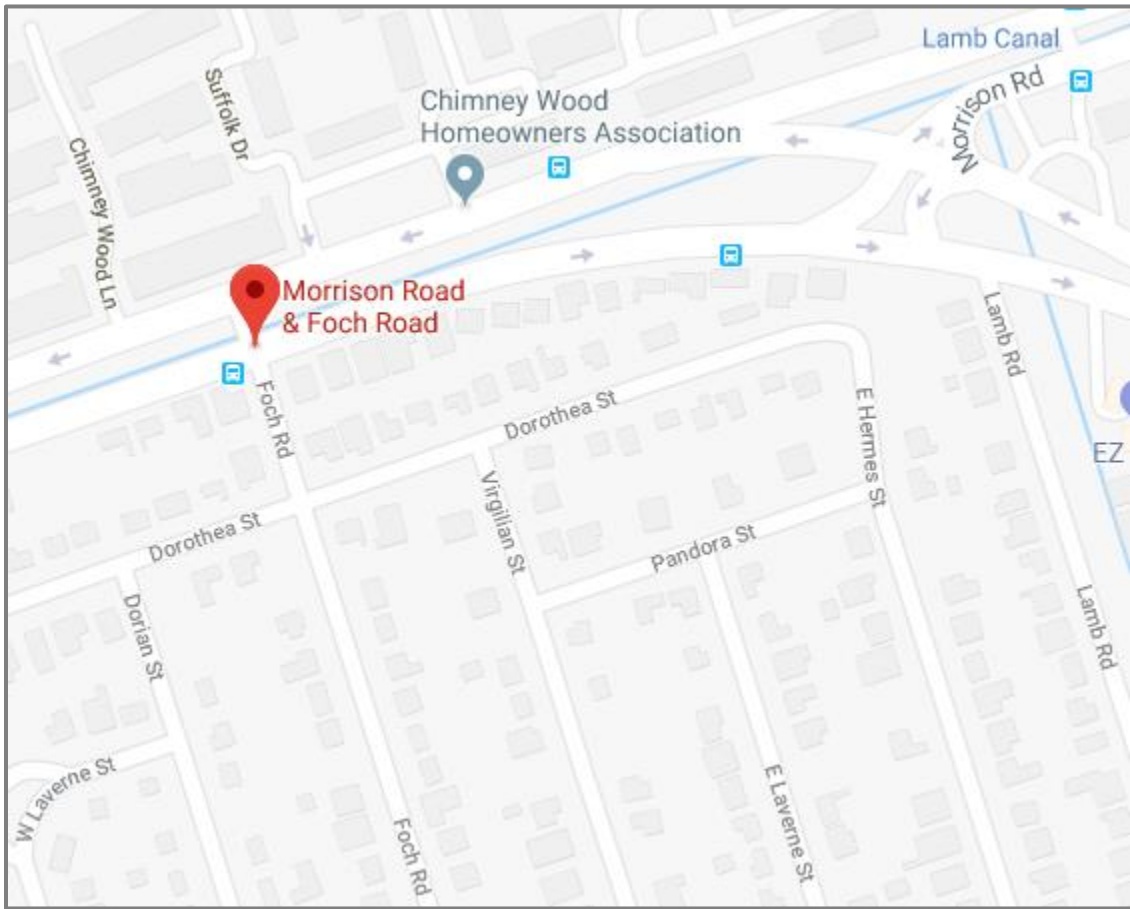 Lamb Canal
Morrison Rd
Suffolk Dr
Chimney Wood
Homeowners Association
Chimney Wood Ln
Morrison Road
& Foch Road
Lamb Rd
Foch Rd
Dorothea St
E Hermes St
EZ
Virgilian St
Dorothea St
Pandora St
Dorian St
Lamb Rd
W Laverne St
E Laverne St
Foch Rd